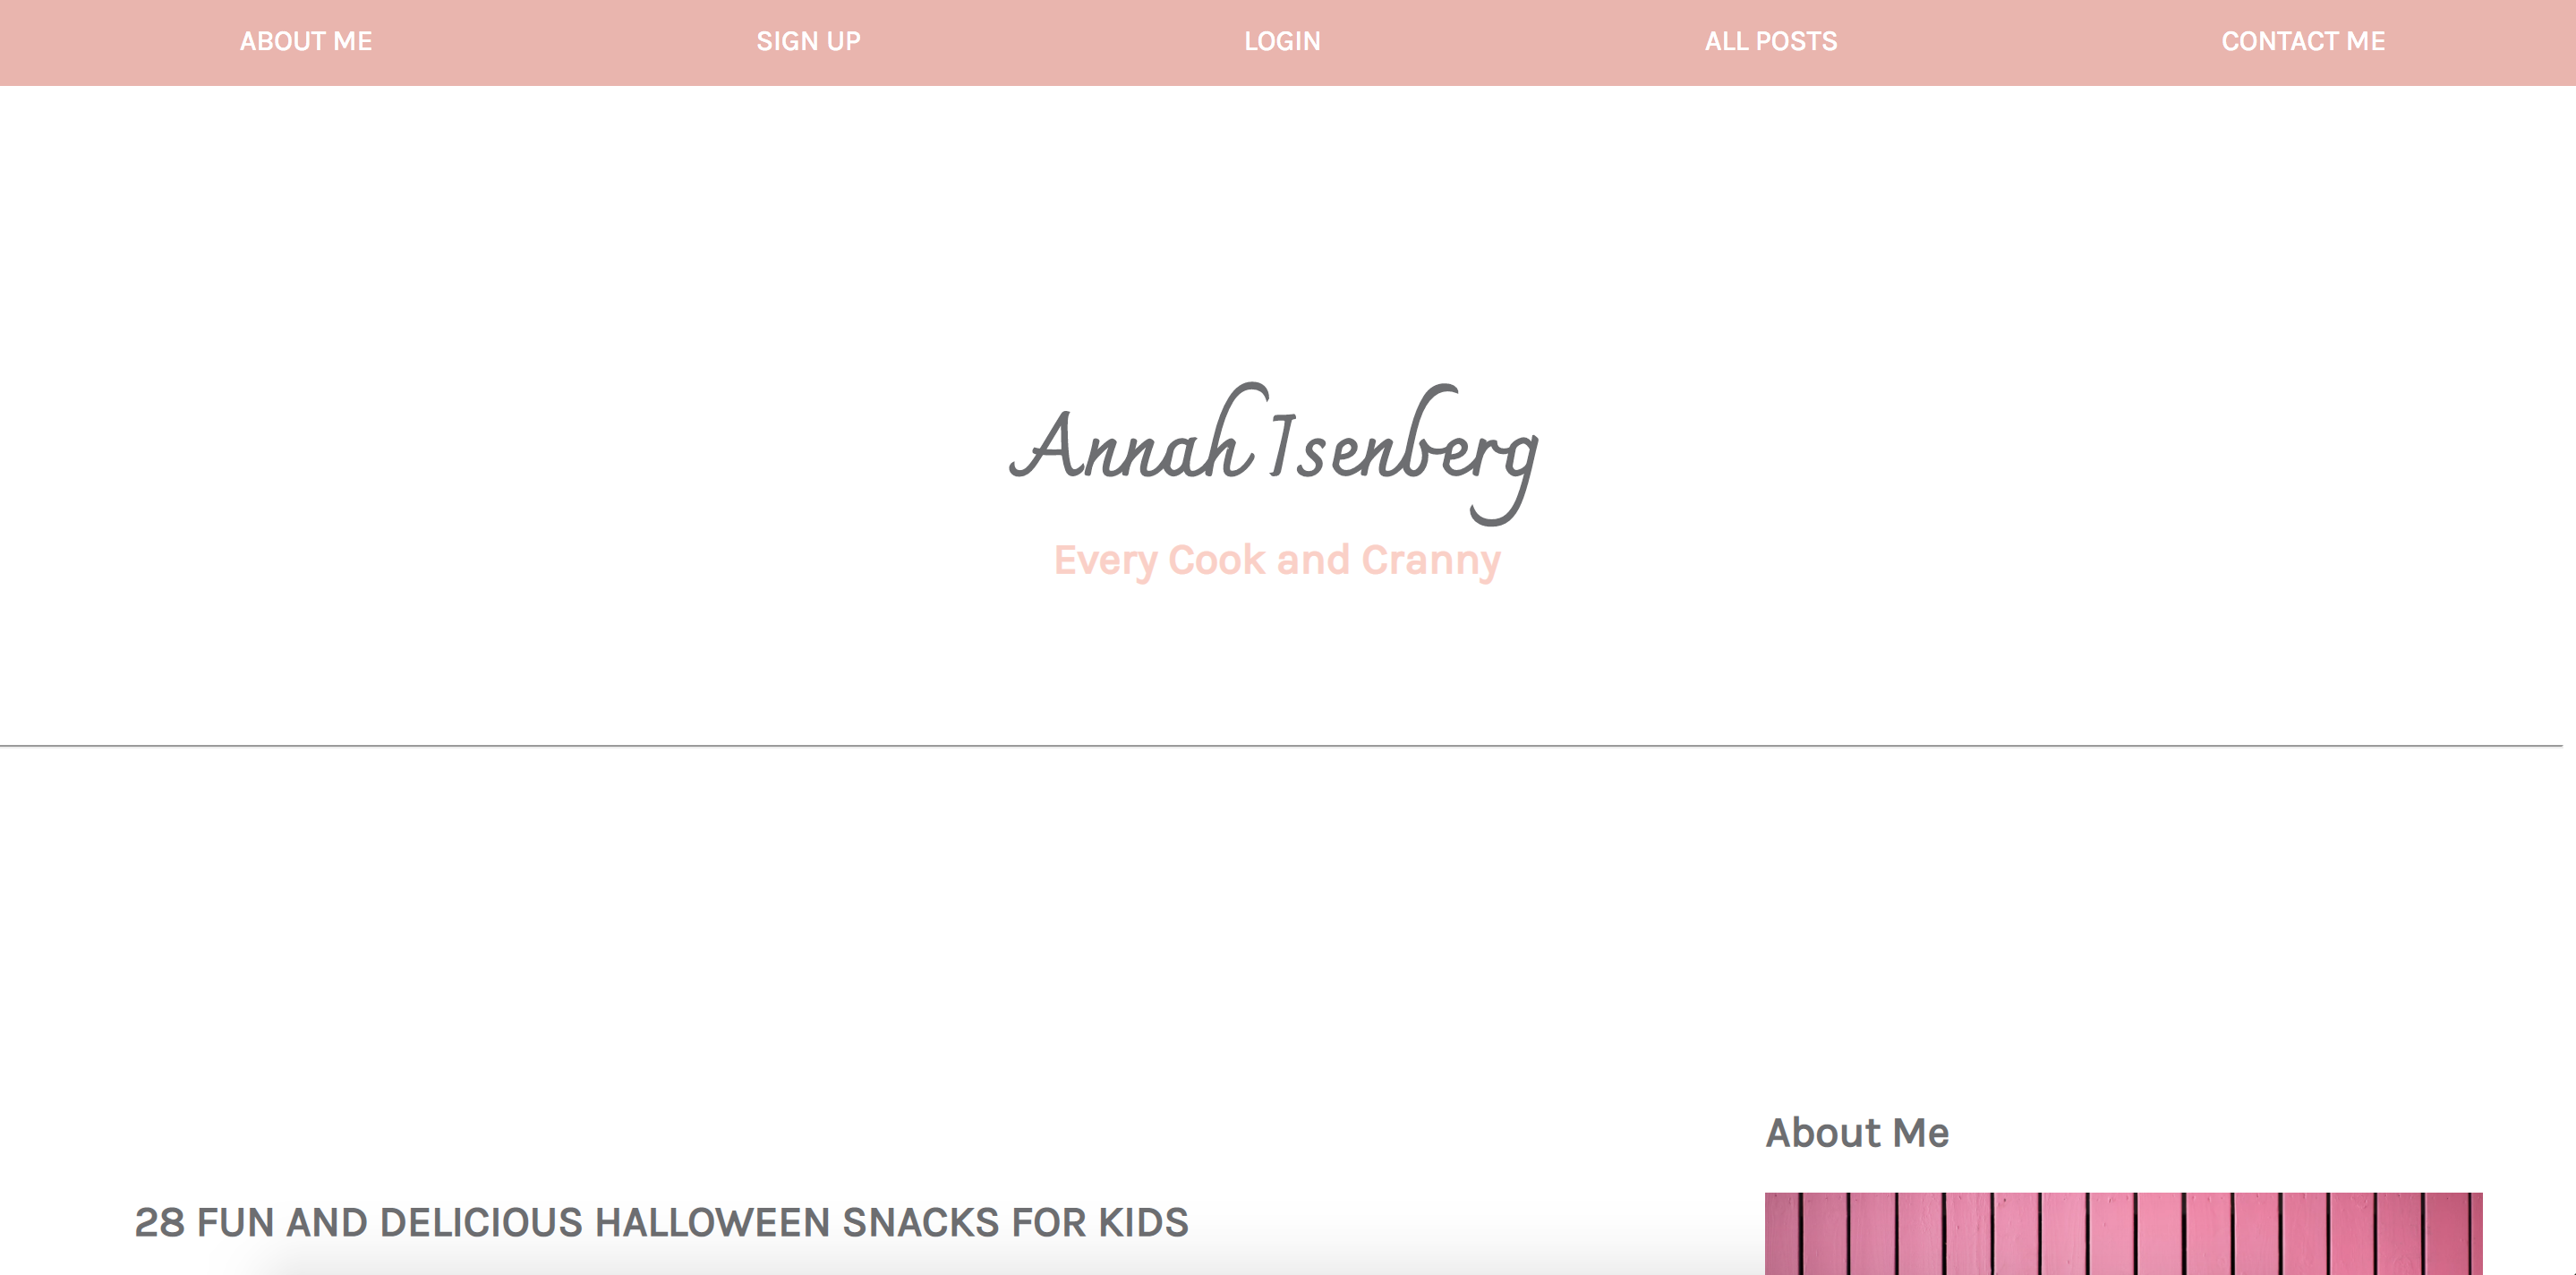 ABOUT ME SIGN UP LOGIN ALL POSTS CONTACT ME
Annah Isenberg
Every Cook and Cranny
About Me
28 FUN AND DELICIOUS HALLOWEEN SNACKS FOR KIDS